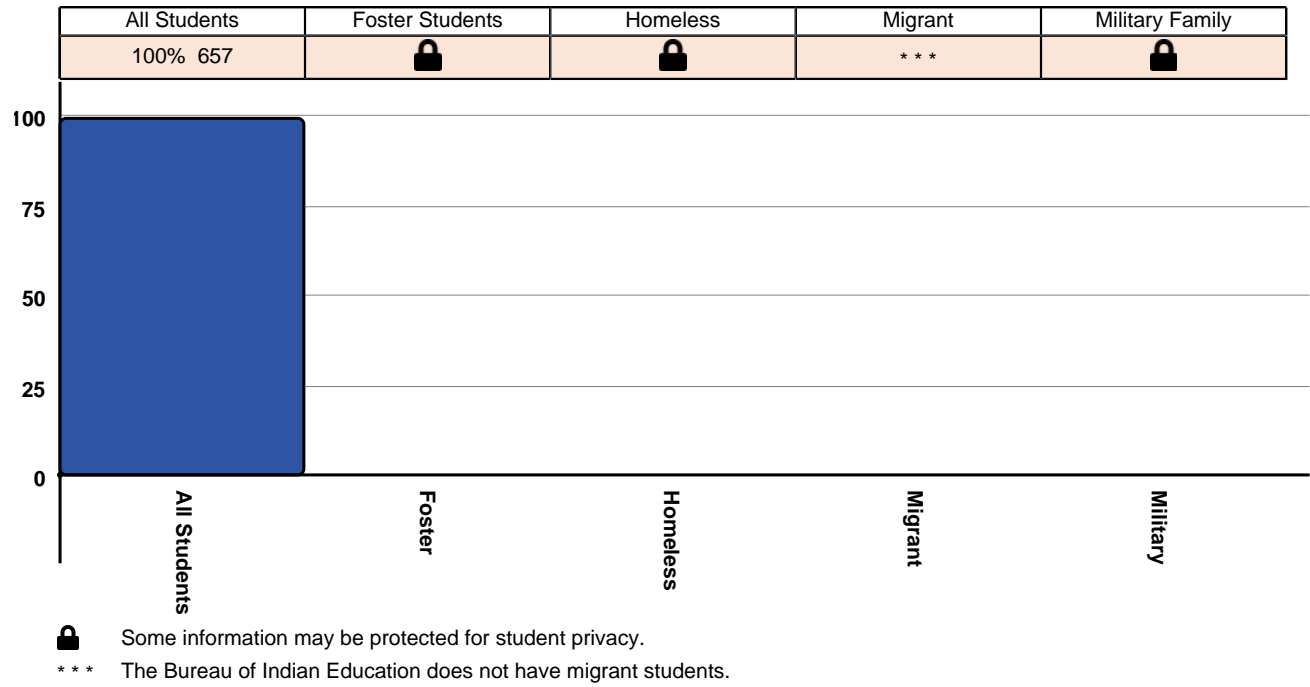 All Students Foster Students Homeless Migrant Military Family
100% 657 * * *
100
75
50
25
0
All Students
Foster
Homeless
Migrant
Military
Some information may be protected for student privacy.
* * * The Bureau of Indian Education does not have migrant students.